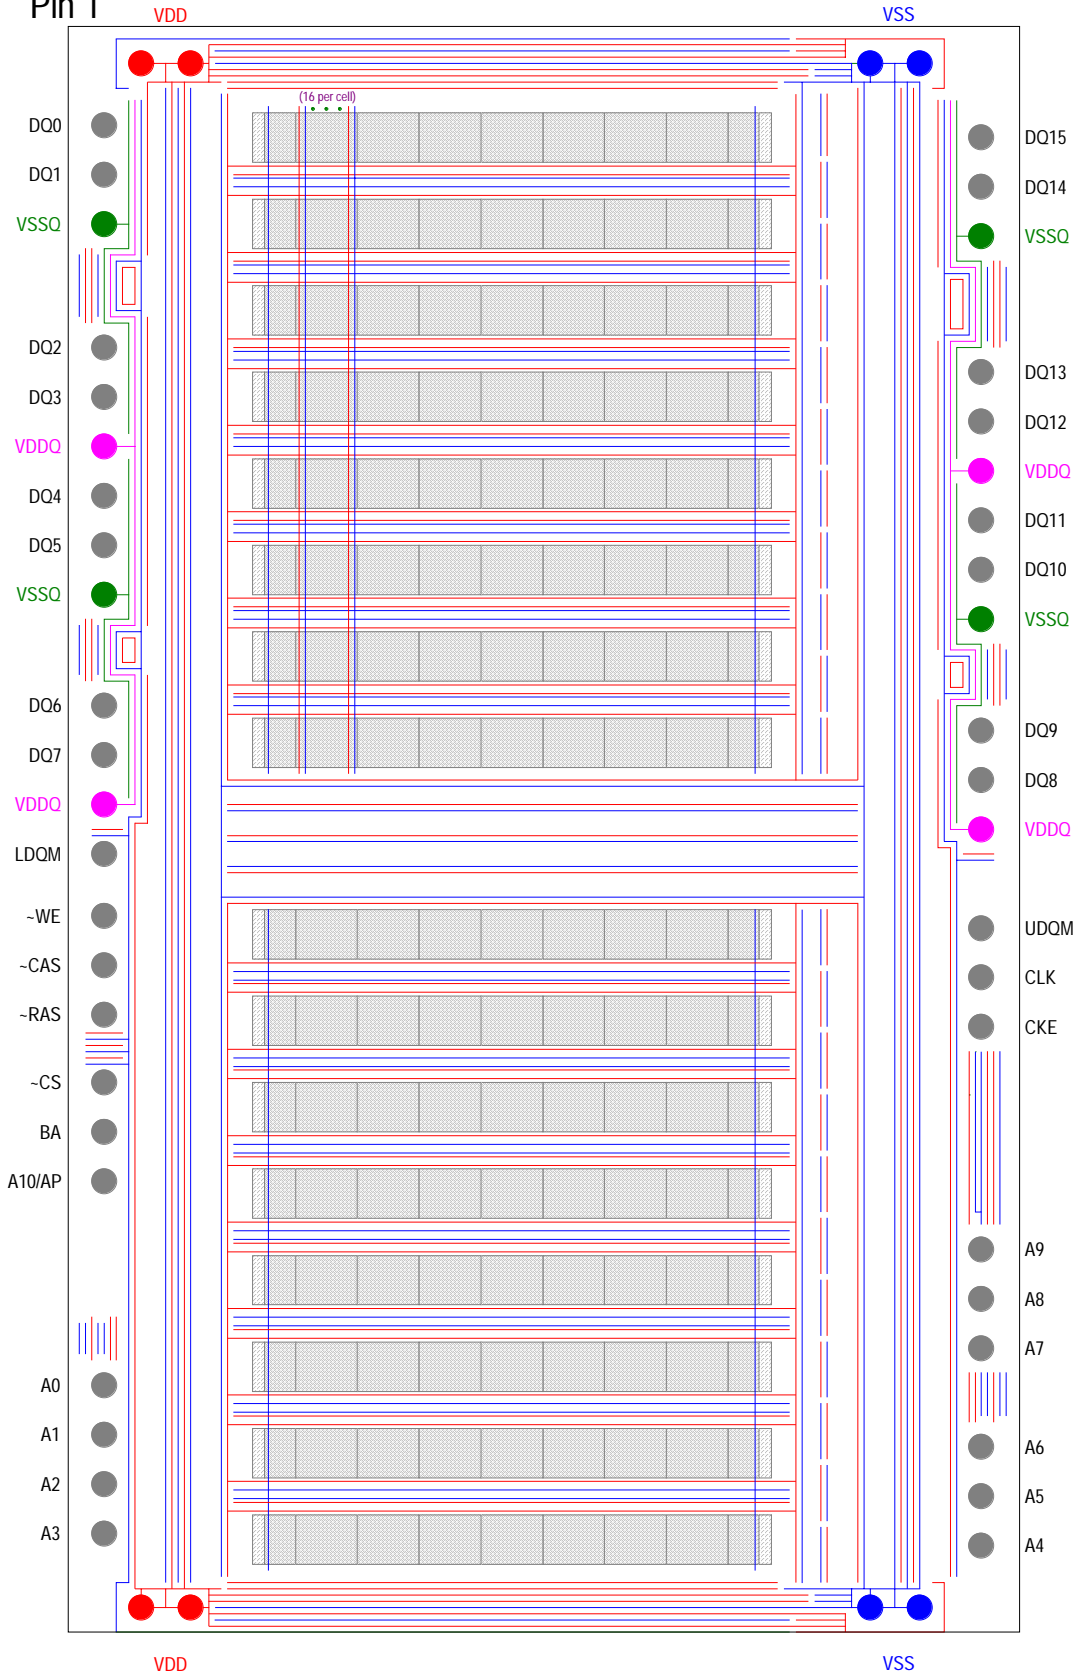 Pin 1
VDD
VSS
(16 per cell)
DQ0
DQ1
VSSQ
DQ2
DQ3
VDDQ
DQ4
DQ5
VSSQ
DQ6
DQ7
VDDQ
LDQM
~WE
~CAS
~RAS
~CS
BA
A10/AP
A0
A1
A2
A3
DQ15
DQ14
VSSQ
DQ13
DQ12
VDDQ
DQ11
DQ10
VSSQ
DQ9
DQ8
VDDQ
UDQM
CLK
CKE
A9
A8
A7
A6
A5
A4
VDD
VSS